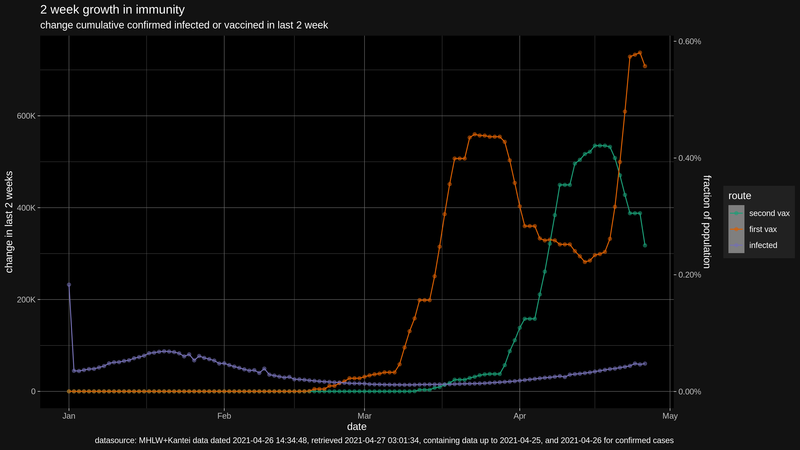 2 week growth in immunity
change cumulative confirmed infected or vaccined in last 2 week
change in last 2 weeks
600K
400K
200K
0
0.60%
0.40%
0.20%
0.00%
fraction of population
Jan
Feb
Mar
Apr
May
date
route
second vax
first vax
infected
datasource: MHLW+Kantei data dated 2021-04-26 14:34:48, retrieved 2021-04-27 03:01:34, containing data up to 2021-04-25, and 2021-04-26 for confirmed cases